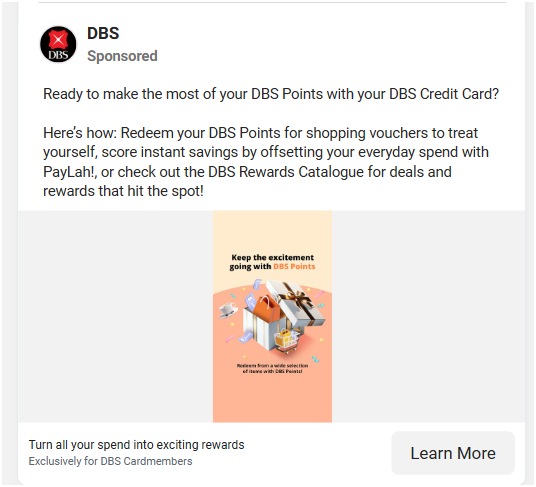 DBS
DBS
Sponsored
Ready to make the most of your DBS Points with your DBS Credit Card?
Here’s how: Redeem your DBS Points for shopping vouchers to treat
yourself, score instant savings by offsetting your everyday spend with
PayLah!, or check out the DBS Rewards Catalogue for deals and
rewards that hit the spot!
Keep the excitement
going with DBS Points
Redeem from a wide selection
of items with DBS Points!
Turn all your spend into exciting rewards
Exclusively for DBS Cardmembers
Learn More